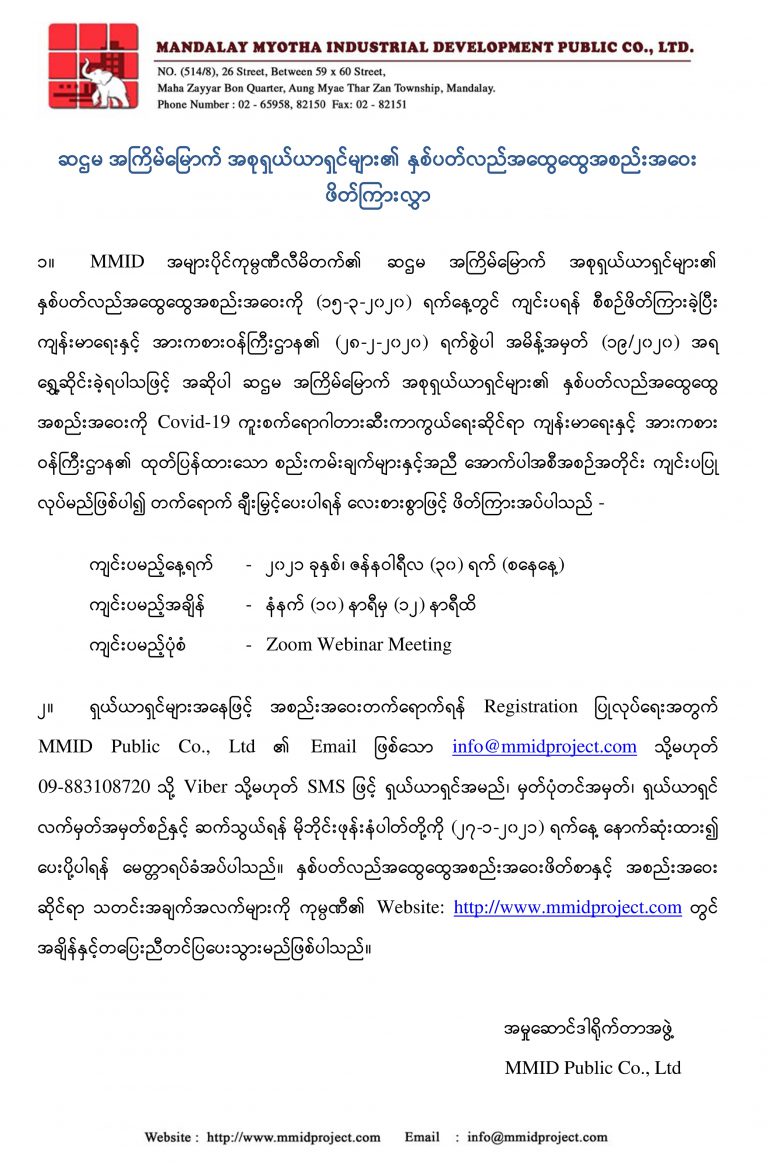 MANDALAY MYOTHA INDUSTRIAL DEVELOPMENT PUBLIC CO., LTD.
NO. (514/8), 26 Street, Between 59 x 60 Street,
Maha Zayyar Bon Quarter, Aung Myae Thar Zan Township, Mandalay.
Phone Number : 02 - 65958, 82150 Fax: 02 - 82151
ဆဌမ အကြိမ်မြောက် အစုရှယ်ယာရှင်များ၏ နှစ်ပတ်လည်အထွေထွေအစည်းအဝေး
ဖိတ်ကြားလွှာ
၁။ MMID အများပိုင်ကုမ္ပဏီလီမိတက်၏ ဆဌမ အကြိမ်မြောက် အစုရှယ်ယာရှင်များ၏
နှစ်ပတ်လည်အထွေထွေအစည်းအဝေးကို (၁၅-၃-၂၀၂၀) ရက်နေ့တွင် ကျင်းပရန် စီစဉ်ဖိတ်ကြားခဲ့ပြီး
ကျန်းမာရေးနှင့် အားကစားဝန်ကြီးဌာန၏ (၂၈-၂-၂၀၂၀) ရက်စွဲပါ အမိန့်အမှတ် (၁၉/၂၀၂၀) အရ
ရွှေ့ဆိုင်းခဲ့ရပါသဖြင့် အဆိုပါ ဆဌမ အကြိမ်မြောက် အစုရှယ်ယာရှင်များ၏ နှစ်ပတ်လည်အထွေထွေ
အစည်းအဝေးကို Covid-19 ကူးစက်ရောဂါတားဆီးကာကွယ်ရေးဆိုင်ရာ ကျန်းမာရေးနှင့် အားကစား
ဝန်ကြီးဌာန၏ ထုတ်ပြန်ထားသော စည်းကမ်းချက်များနှင့်အညီ အောက်ပါအစီအစဉ်အတိုင်း ကျင်းပပြု
လုပ်မည်ဖြစ်ပါ၍ တက်ရောက် ချီးမြှင့်ပေးပါရန် လေးစားစွာဖြင့် ဖိတ်ကြားအပ်ပါသည် -
ကျင်းပမည့်နေ့ရက် - ၂၀၂၁ ခုနှစ်၊ ဇန်နဝါရီလ (၃၀) ရက် (စနေနေ့)
ကျင်းပမည့်အချိန် - နံနက် (၁၀) နာရီမှ (၁၂) နာရီထိ
ကျင်းပမည့်ပုံစံ - Zoom Webinar Meeting
၂။ ရှယ်ယာရှင်များအနေဖြင့် အစည်းအဝေးတက်ရောက်ရန် Registration ပြုလုပ်ရေးအတွက်
MMID Public Co., Ltd ၏ Email ဖြစ်သော info@mmidproject.com သို့မဟုတ်
09-883108720 သို့ Viber သို့မဟုတ် SMS ဖြင့် ရှယ်ယာရှင်အမည်၊ မှတ်ပုံတင်အမှတ်၊ ရှယ်ယာရှင်
လက်မှတ်အမှတ်စဉ်နှင့် ဆက်သွယ်ရန် မိုဘိုင်းဖုန်းနံပါတ်တို့ကို (၂၇-၁-၂၀၂၁) ရက်နေ့ နောက်ဆုံးထား၍
ပေးပို့ပါရန် မေတ္တာရပ်ခံအပ်ပါသည်။ နှစ်ပတ်လည်အထွေထွေအစည်းအဝေးဖိတ်စာနှင့် အစည်းအဝေး
ဆိုင်ရာ သတင်းအချက်အလက်များကို ကုမ္ပဏီ၏ Website: http://www.mmidproject.com တွင်
အချိန်နှင့်တပြေးညီတင်ပြပေးသွားမည်ဖြစ်ပါသည်။
အမှုဆောင်ဒါရိုက်တာအဖွဲ့
MMID Public Co., Ltd
Website : http://www.mmidproject.com Email : info@mmidproject.com